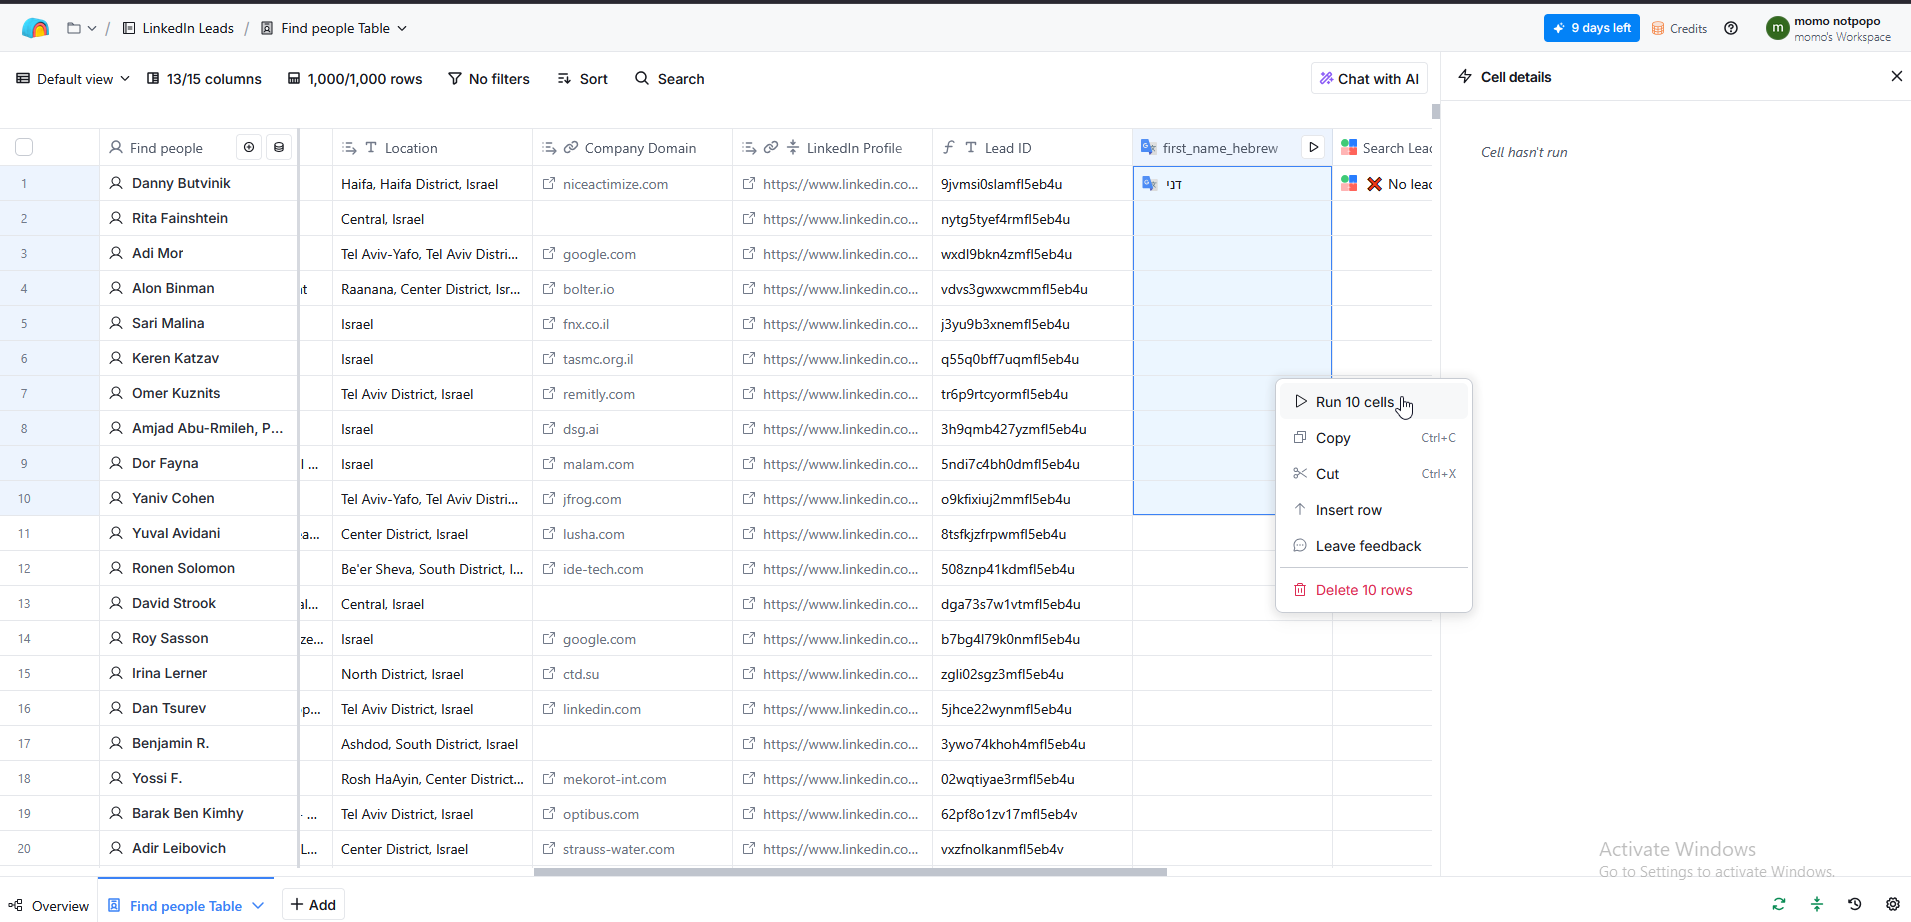 LinkedIn Leads / Find people Table
9 days left
Credits
m
momo notpopo
momo's Workspace
Default view
13/15 columns
1,000/1,000 rows
No filters
Sort
Search
Chat with AI
Cell details
Cell hasn't run
Find people Location Company Domain LinkedIn Profile Lead ID first_name_hebrew Search Leac
1 Danny Butvinik Haifa, Haifa District, Israel niceactimize.com https://www.linkedin.co... 9jvmsi0slamfl5eb4u דני No leac
2 Rita Fainshtein Central, Israel https://www.linkedin.co... nytg5tyef4rmfl5eb4u
3 Adi Mor Tel Aviv-Yafo, Tel Aviv Distri... google.com https://www.linkedin.co... wxdl9bkn4zmfl5eb4u
4 Alon Binman ıt Raanana, Center District, Isr... bolter.io https://www.linkedin.co... vdvs3gwxwcmmfl5eb4u
5 Sari Malina Israel fnx.co.il https://www.linkedin.co... j3yu9b3xnemfl5eb4u
6 Keren Katzav Israel tasmc.org.il https://www.linkedin.co... q55q0bff7uqmfl5eb4u
7 Omer Kuznits Tel Aviv District, Israel remitly.com https://www.linkedin.co... tr6p9rtcyormfl5eb4u
8 Amjad Abu-Rmileh, P... Israel dsg.ai https://www.linkedin.co... 3h9qmb427yzmfl5eb4u
9 Dor Fayna l ... Israel malam.com https://www.linkedin.co... 5ndi7c4bh0dmfl5eb4u
10 Yaniv Cohen Tel Aviv-Yafo, Tel Aviv Distri... jfrog.com https://www.linkedin.co... o9kfixiuj2mmfl5eb4u
11 Yuval Avidani ea... Center District, Israel lusha.com https://www.linkedin.co... 8tsfkjzfrpwmfl5eb4u
12 Ronen Solomon Be'er Sheva, South District, I... ide-tech.com https://www.linkedin.co... 508znp41kdmfl5eb4u
13 David Strook al... Central, Israel https://www.linkedin.co... dga73s7w1vtmfl5eb4u
14 Roy Sasson ze... Israel google.com https://www.linkedin.co... b7bg4l79k0nmfl5eb4u
15 Irina Lerner North District, Israel ctd.su https://www.linkedin.co... zgli02sgz3mfl5eb4u
16 Dan Tsurev p... Tel Aviv District, Israel linkedin.com https://www.linkedin.co... 5jhce22wynmfl5eb4u
17 Benjamin R. Ashdod, South District, Israel https://www.linkedin.co... 3ywo74khoh4mfl5eb4u
18 Yossi F. Rosh HaAyin, Center District... mekorot-int.com https://www.linkedin.co... 02wqtiyae3rmfl5eb4u
19 Barak Ben Kimhy - ... Tel Aviv District, Israel optibus.com https://www.linkedin.co... 62pf8o1zv17mfl5eb4v
20 Adir Leibovich L... Center District, Israel strauss-water.com https://www.linkedin.co... vxzfnolkanmfl5eb4v
Run 10 cells
Copy Ctrl+C
Cut Ctrl+X
Insert row
Leave feedback
Delete 10 rows
Activate Windows
Go to Settings to activate Windows.
Overview
Find people Table
+ Add